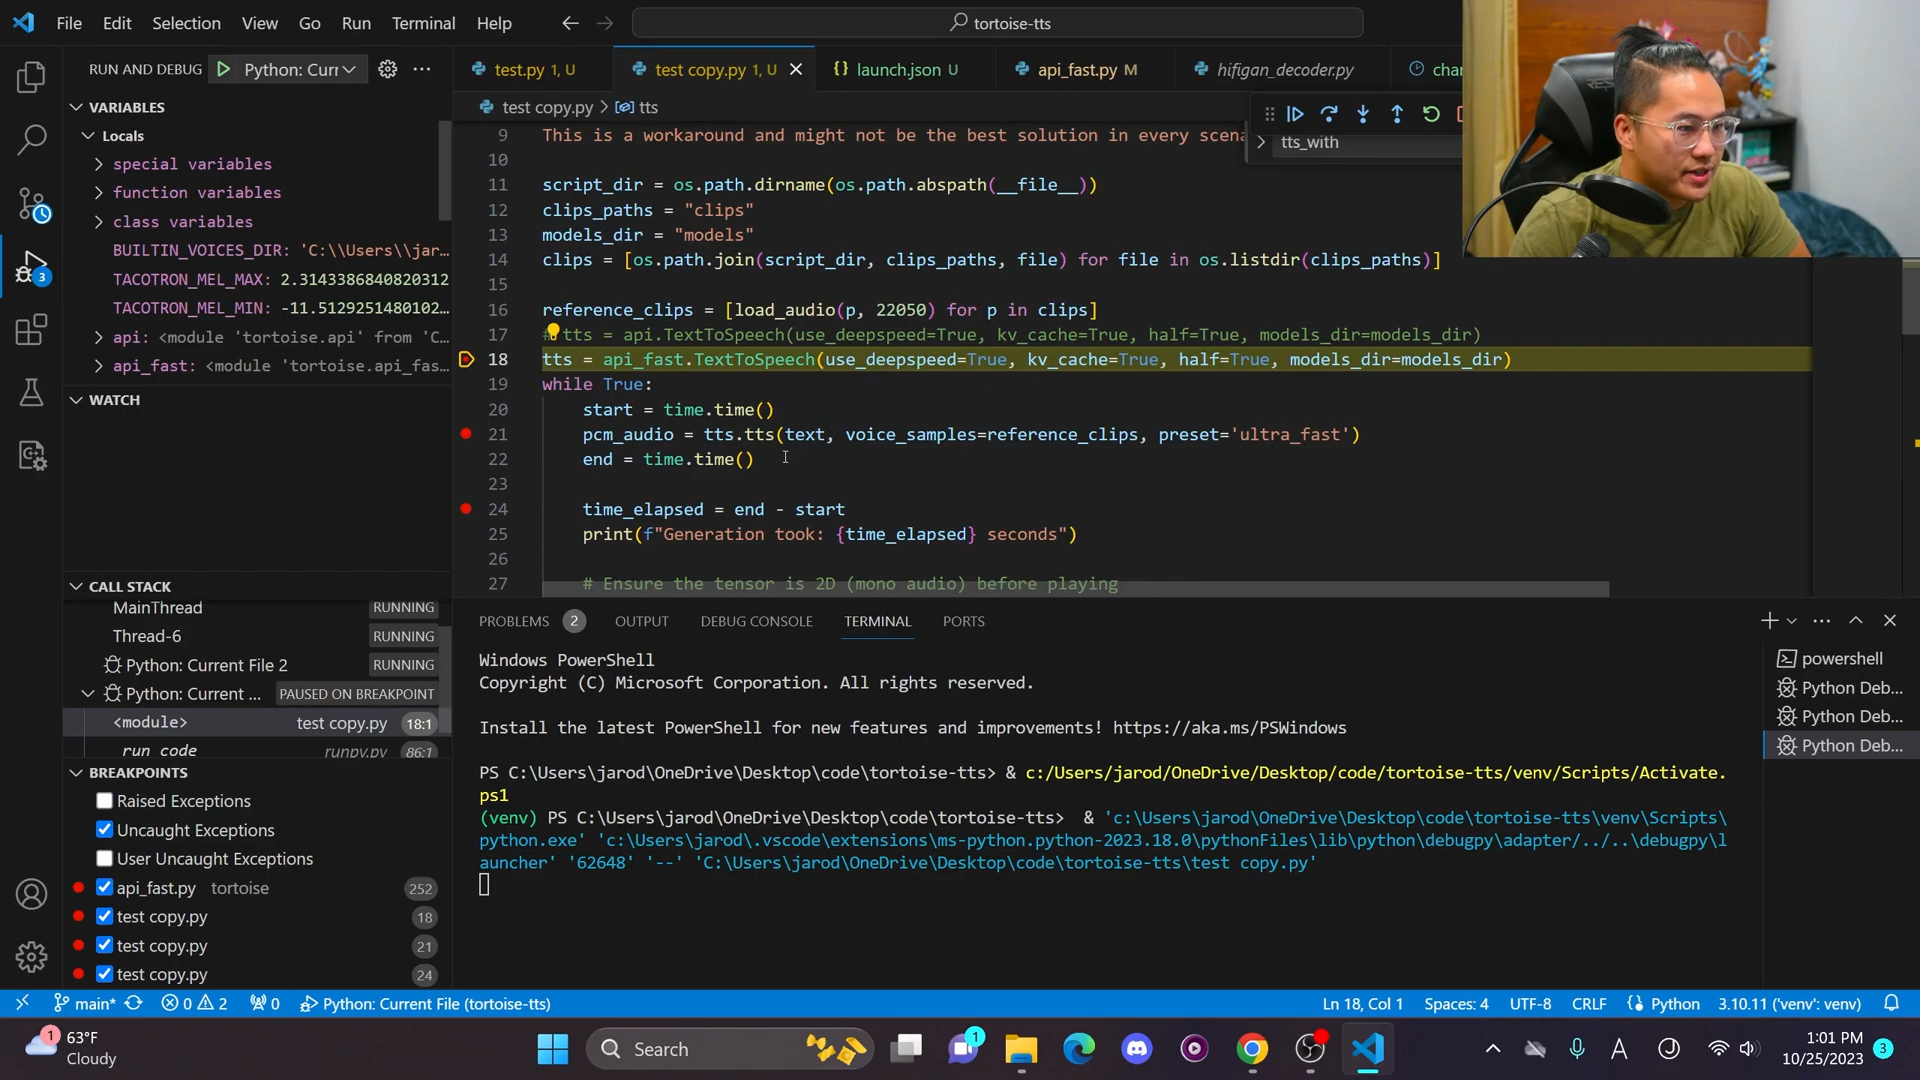 File Edit Selection View Go Run Terminal Help
tortoise-tts
RUN AND DEBUG Python: Curr
test.py 1, U
test copy.py 1, U
launch.json U
api_fast.py M
hifigan_decoder.py
test copy.py > tts
VARIABLES
Locals
special variables
function variables
class variables
BUILTIN_VOICES_DIR: 'C:\\Users\\jar...
TACOTRON_MEL_MAX: 2.3143386840820312
TACOTRON_MEL_MIN: -11.5129251480102...
api: <module 'tortoise.api' from 'C...
api_fast: <module 'tortoise.api_fas...
WATCH
CALL STACK
MainThread RUNNING
Thread-6 RUNNING
Python: Current File 2 RUNNING
Python: Current ... PAUSED ON BREAKPOINT
<module> test copy.py 18:1
run code runpy.py 86:1
BREAKPOINTS
Raised Exceptions
Uncaught Exceptions
User Uncaught Exceptions
api_fast.py tortoise 252
test copy.py 18
test copy.py 21
test copy.py 24
tts_with
9 This is a workaround and might not be the best solution in every scena
10
11 script_dir = os.path.dirname(os.path.abspath(__file__))
12 clips_paths = "clips"
13 models_dir = "models"
14 clips = [os.path.join(script_dir, clips_paths, file) for file in os.listdir(clips_paths)]
15
16 reference_clips = [load_audio(p, 22050) for p in clips]
17 # tts = api.TextToSpeech(use_deepspeed=True, kv_cache=True, half=True, models_dir=models_dir)
18 tts = api_fast.TextToSpeech(use_deepspeed=True, kv_cache=True, half=True, models_dir=models_dir)
19 while True:
20 start = time.time()
21 pcm_audio = tts.tts(text, voice_samples=reference_clips, preset='ultra_fast')
22 end = time.time()
23
24 time_elapsed = end - start
25 print(f"Generation took: {time_elapsed} seconds")
26
27 # Ensure the tensor is 2D (mono audio) before playing
PROBLEMS 2 OUTPUT DEBUG CONSOLE TERMINAL PORTS
Windows PowerShell
Copyright (C) Microsoft Corporation. All rights reserved.
Install the latest PowerShell for new features and improvements! https://aka.ms/PSWindows
PS C:\Users\jarod\OneDrive\Desktop\code\tortoise-tts> & c:/Users/jarod/OneDrive/Desktop/code/tortoise-tts/venv/Scripts/Activate.
ps1
(venv) PS C:\Users\jarod\OneDrive\Desktop\code\tortoise-tts> & 'c:\Users\jarod\OneDrive\Desktop\code\tortoise-tts\venv\Scripts\
python.exe' 'c:\Users\jarod\.vscode\extensions\ms-python.python-2023.18.0\pythonFiles\lib\python\debugpy\adapter/../..\debugpy\l
auncher' '62648' '--' 'C:\Users\jarod\OneDrive\Desktop\code\tortoise-tts\test copy.py'
powershell
Python Deb...
Python Deb...
Python Deb...
main* 0 2 0 Python: Current File (tortoise-tts)
Ln 18, Col 1 Spaces: 4 UTF-8 CRLF Python 3.10.11 ('venv': venv)
63°F
Cloudy
Search
1:01 PM
10/25/2023